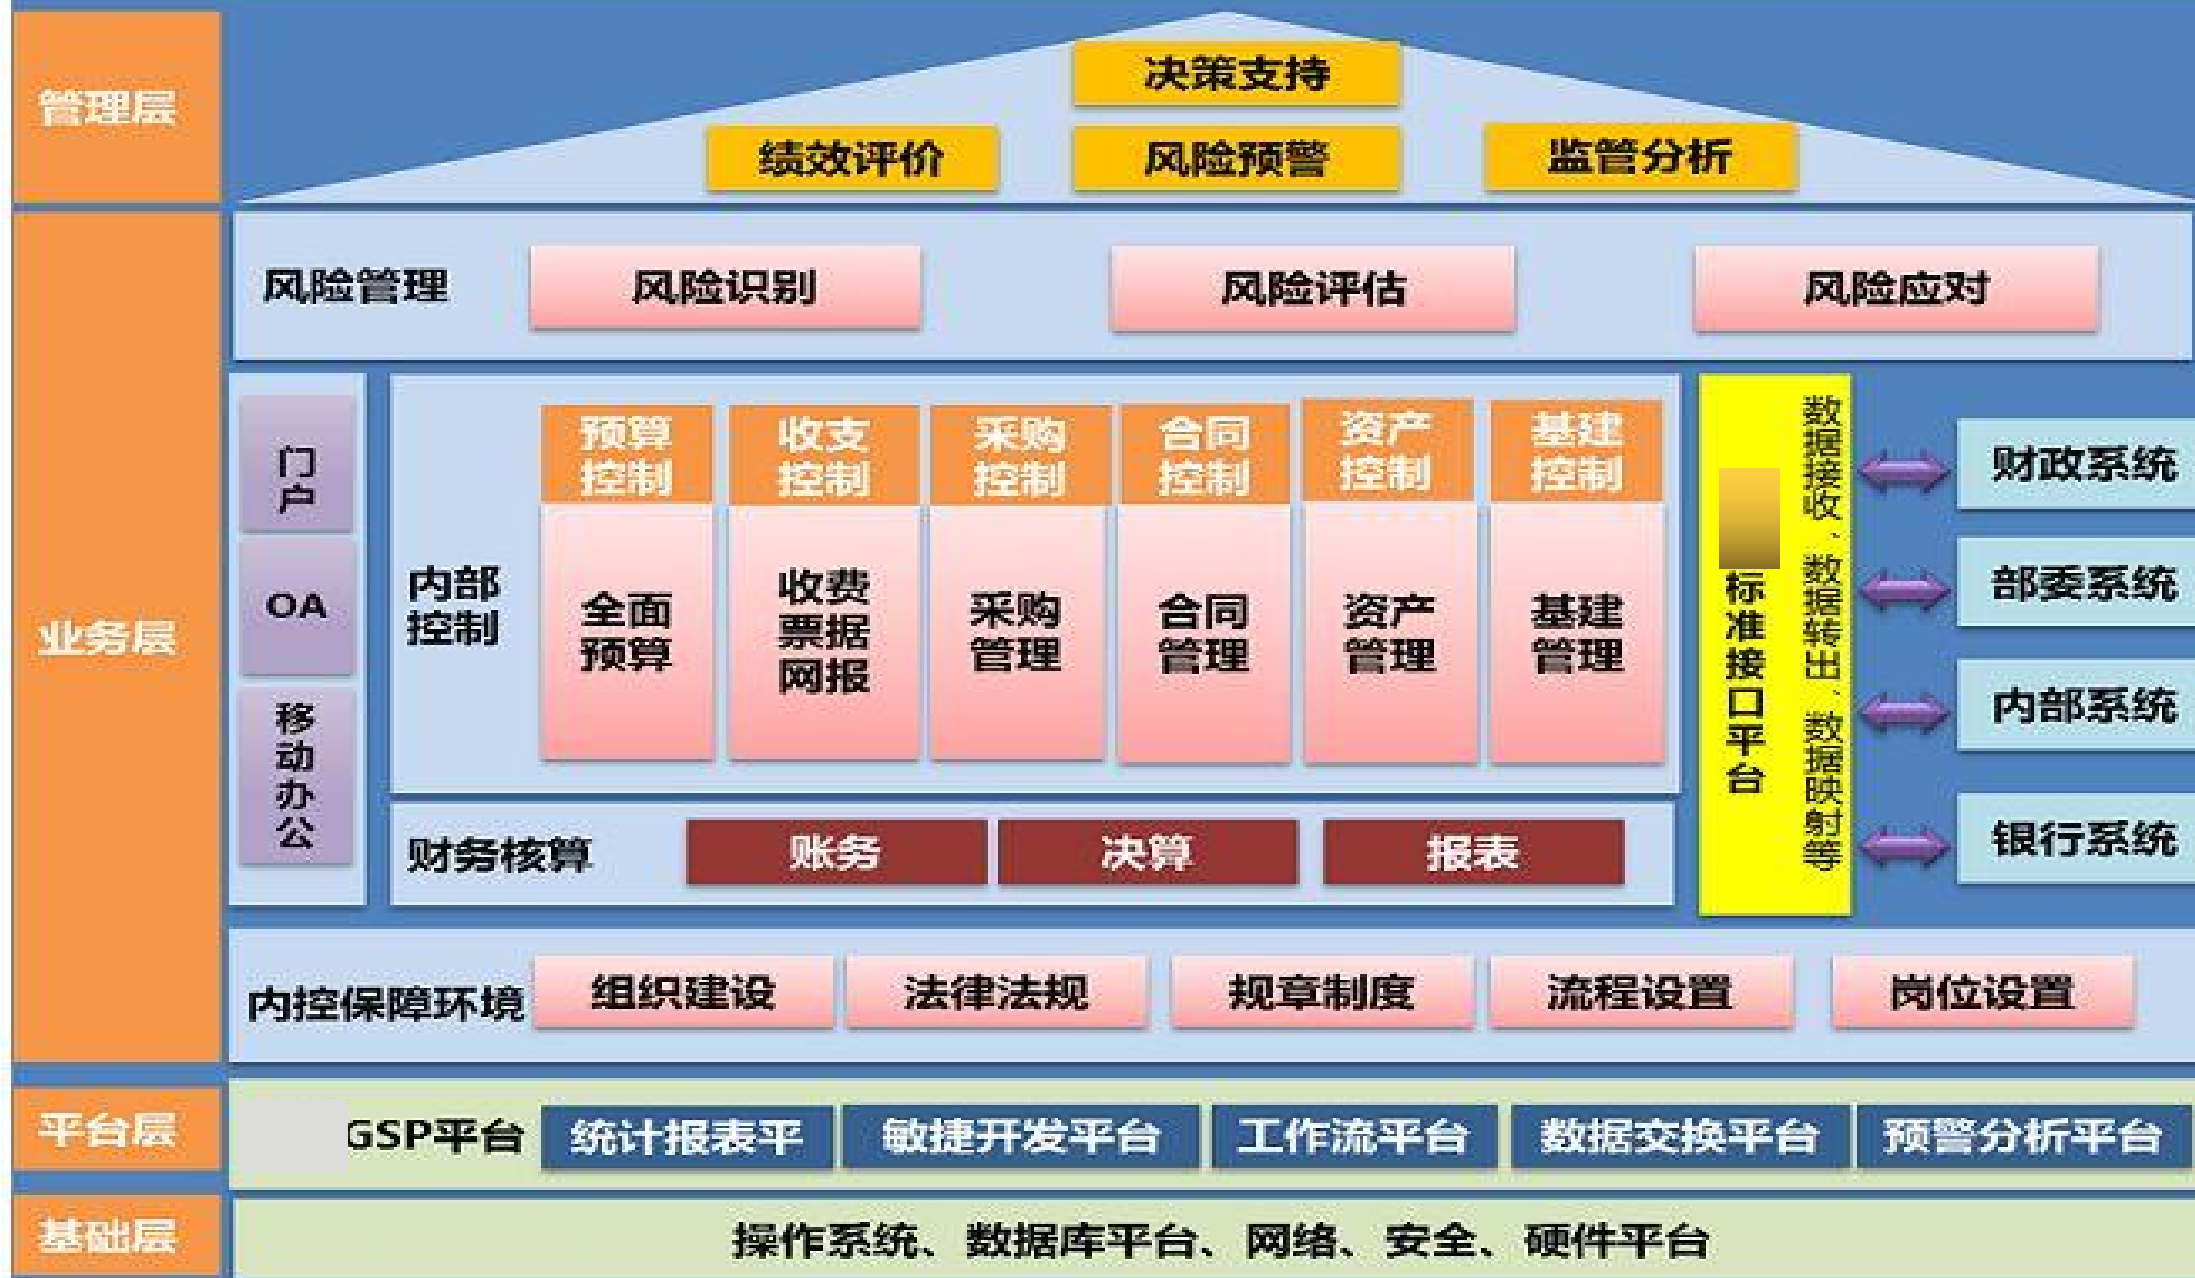 管理层
决策支持
绩效评价
风险预警
监管分析
业务层
风险管理
风险识别
风险评估
风险应对
门
户
OA
移
动
办
公
内部
控制
预算
控制
全面
预算
收支
控制
收费
票据
网报
采购
控制
采购
管理
合同
控制
合同
管理
资产
控制
资产
管理
基建
控制
基建
管理
财务核算
账务
决算
报表
标准接口平台
数据接收、数据转出、数据映射等
财政系统
部委系统
内部系统
银行系统
内控保障环境
组织建设
法律法规
规章制度
流程设置
岗位设置
平台层
GSP平台
统计报表平
敏捷开发平台
工作流平台
数据交换平台
预警分析平台
基础层
操作系统、数据库平台、网络、安全、硬件平台